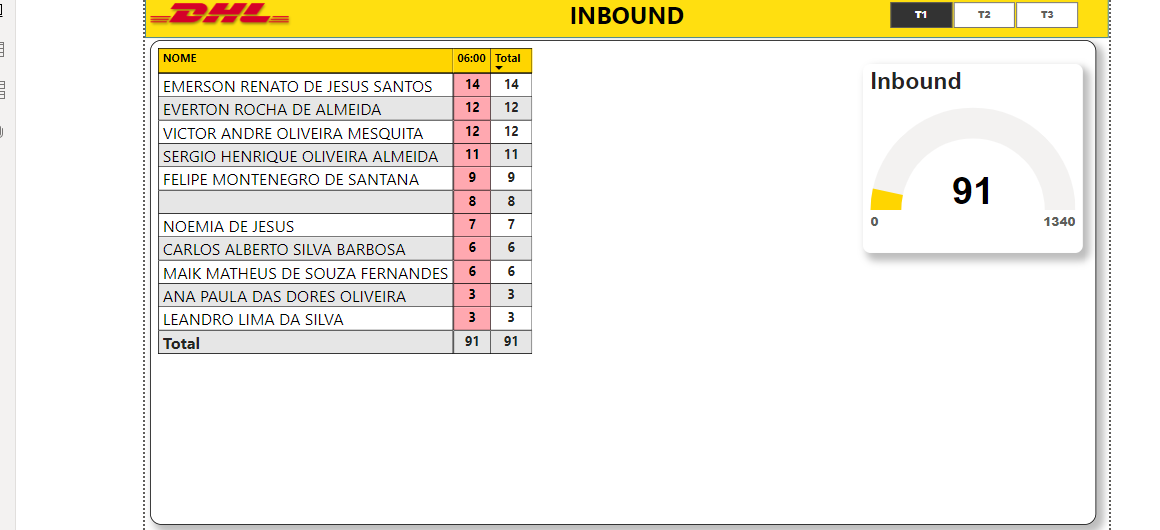 DHL
INBOUND
T1 T2 T3
NOME 06:00 Total
EMERSON RENATO DE JESUS SANTOS 14 14
EVERTON ROCHA DE ALMEIDA 12 12
VICTOR ANDRE OLIVEIRA MESQUITA 12 12
SERGIO HENRIQUE OLIVEIRA ALMEIDA 11 11
FELIPE MONTENEGRO DE SANTANA 9 9
8 8
NOEMIA DE JESUS 7 7
CARLOS ALBERTO SILVA BARBOSA 6 6
MAIK MATHEUS DE SOUZA FERNANDES 6 6
ANA PAULA DAS DORES OLIVEIRA 3 3
LEANDRO LIMA DA SILVA 3 3
Total 91 91
Inbound
91
0 1340